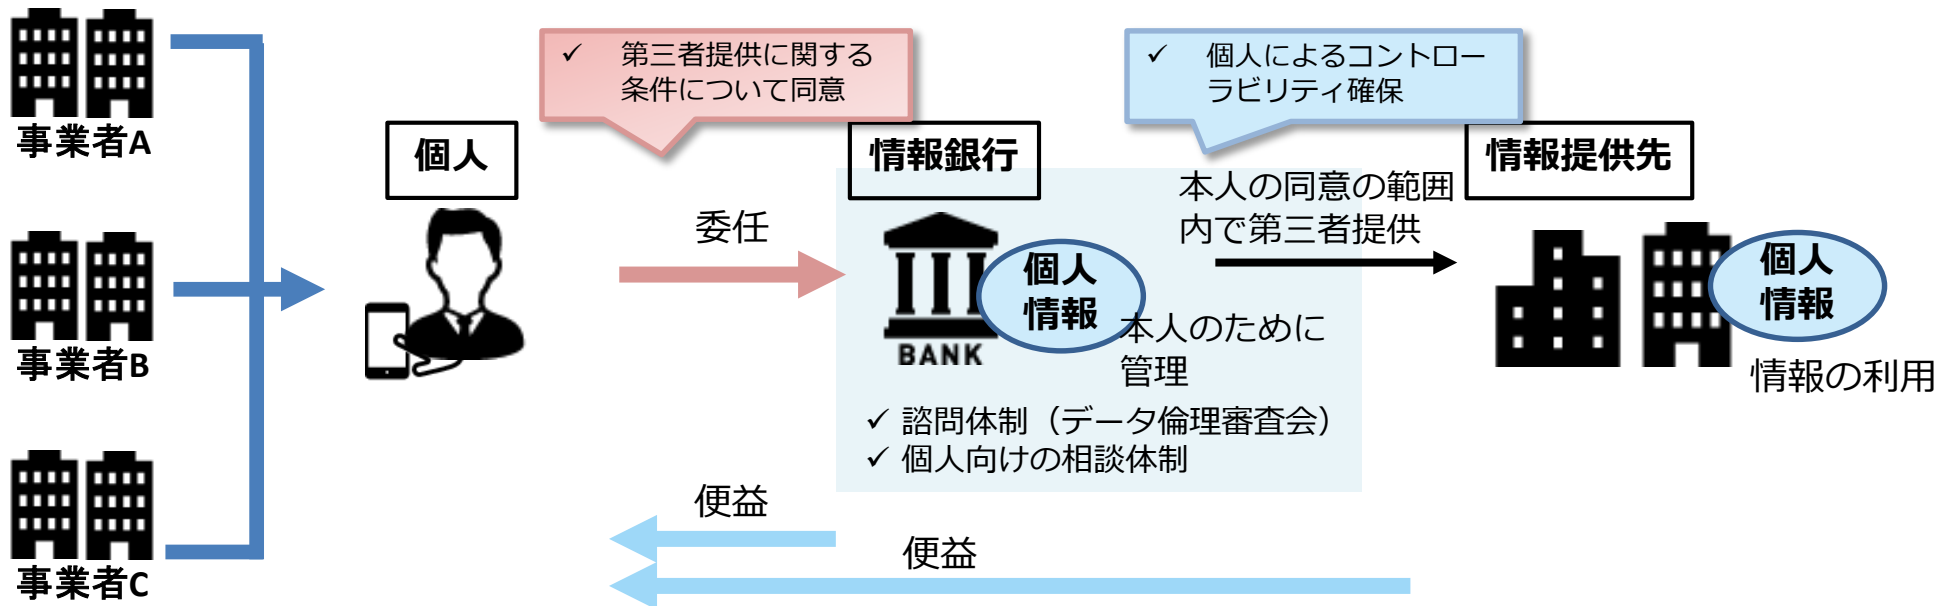 事業者A
事業者B
事業者C
個人
✓ 第三者提供に関する
条件について同意
委任
情報銀行
BANK
個人
情報
本人のために
管理
✓ 諮問体制（データ倫理審査会）
✓ 個人向けの相談体制
✓ 個人によるコントロー
ラビリティ確保
本人の同意の範囲
内で第三者提供
情報提供先
個人
情報
情報の利用
便益
便益